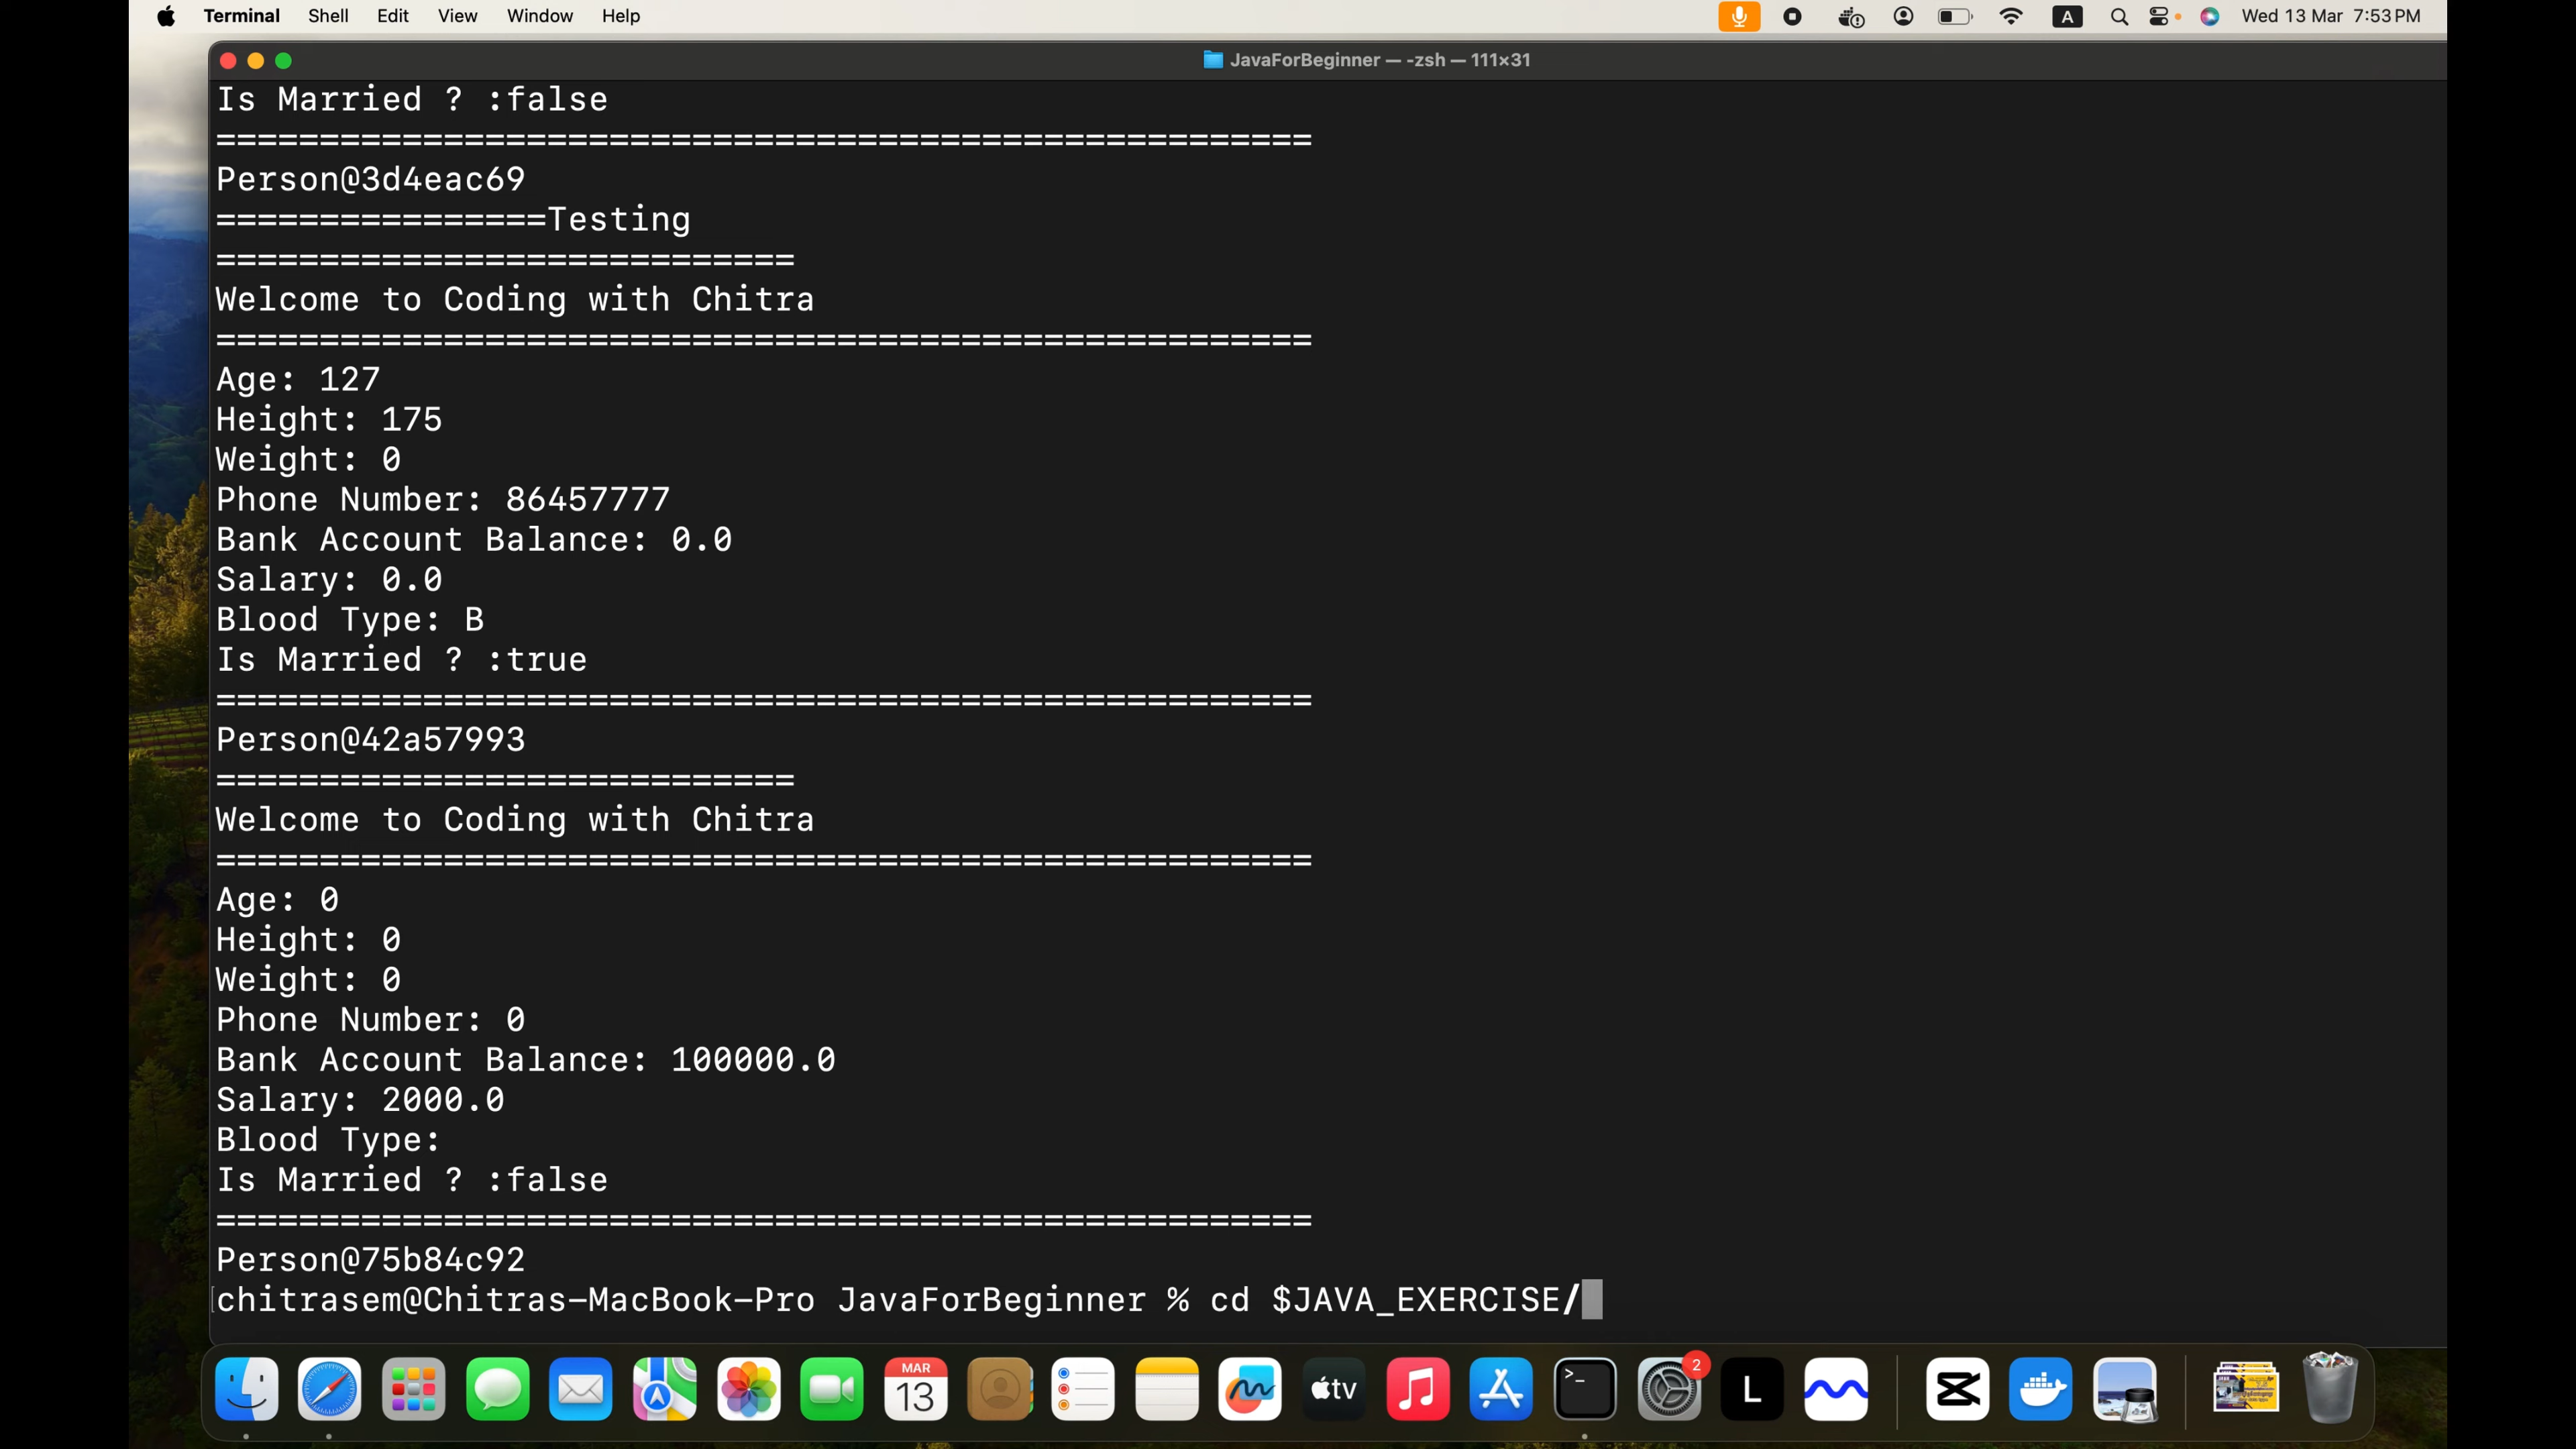 Terminal Shell Edit View Window Help A Wed 13 Mar 7:53 PM
JavaForBeginner — -zsh — 111×31
Is Married ? :false
=====================================================
Person@3d4eac69
================Testing
============================
Welcome to Coding with Chitra
=====================================================
Age: 127
Height: 175
Weight: 0
Phone Number: 86457777
Bank Account Balance: 0.0
Salary: 0.0
Blood Type: B
Is Married ? :true
=====================================================
Person@42a57993
============================
Welcome to Coding with Chitra
=====================================================
Age: 0
Height: 0
Weight: 0
Phone Number: 0
Bank Account Balance: 100000.0
Salary: 2000.0
Blood Type:
Is Married ? :false
=====================================================
Person@75b84c92
chitrasem@Chitras-MacBook-Pro JavaForBeginner % cd $JAVA_EXERCISE/
MAR
13
tv
>_
2
L